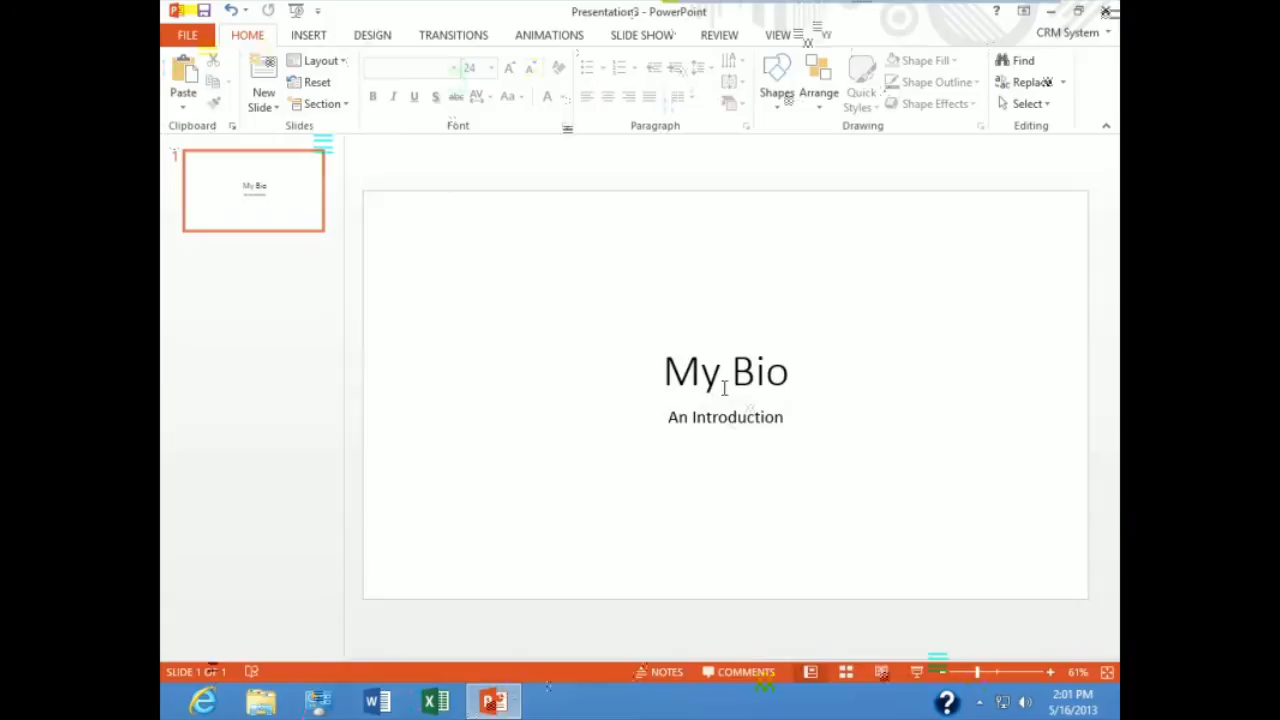 Presentation3 - PowerPoint
FILE HOME INSERT DESIGN TRANSITIONS ANIMATIONS SLIDE SHOW REVIEW VIEW CRM System
Paste
Clipboard
New Slide
Layout
Reset
Section
Slides
24
B I U S abc AV Aa A
Font
Paragraph
Shapes
Arrange
Quick Styles
Shape Fill
Shape Outline
Shape Effects
Drawing
Find
Replace
Select
Editing
1
My Bio
My Bio
An Introduction
SLIDE 1 OF 1 NOTES COMMENTS 61%
2:01 PM
5/16/2013